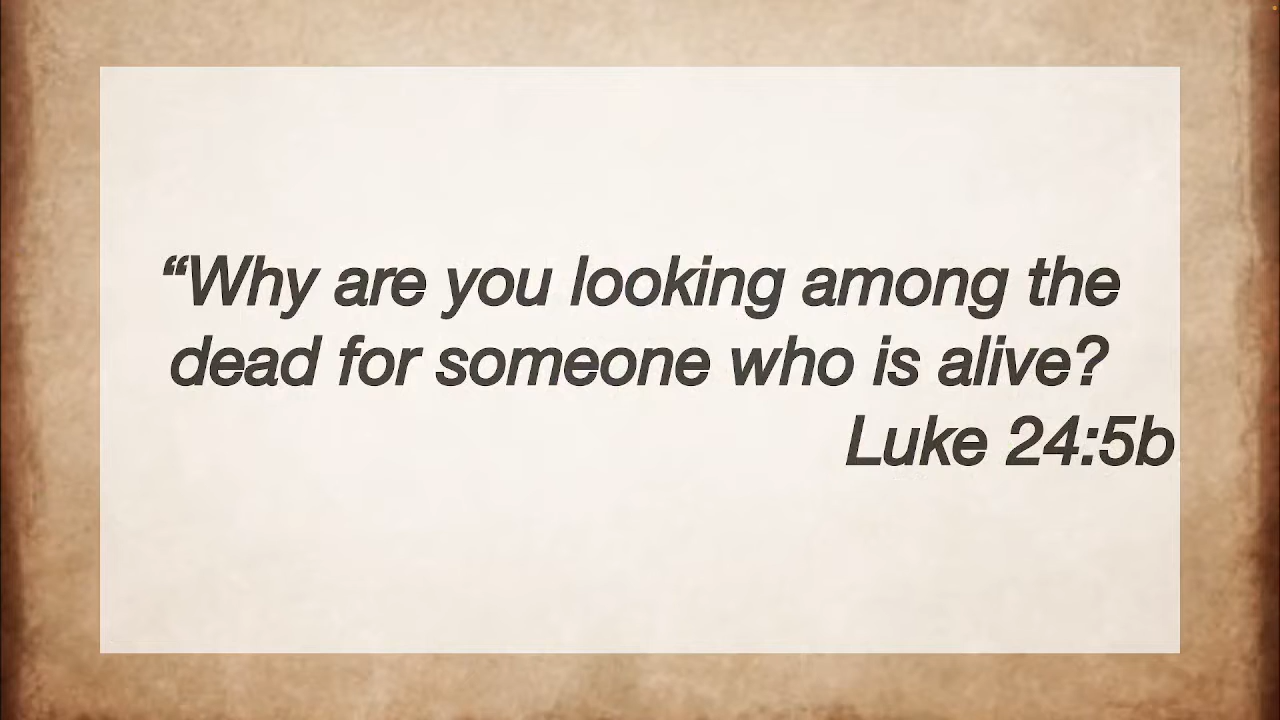 “Why are you looking among the
dead for someone who is alive?
Luke 24:5b